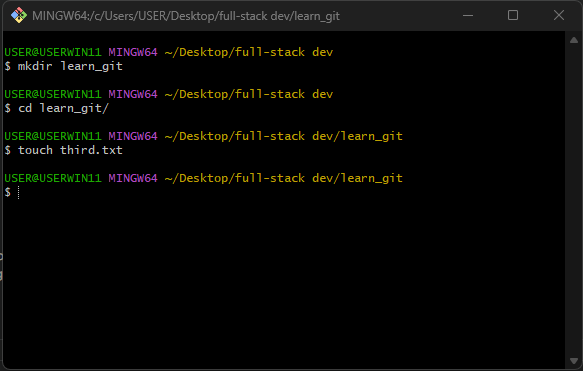 MINGW64:/c/Users/USER/Desktop/full-stack dev/learn_git
USER@USERWIN11 MINGW64 ~/Desktop/full-stack dev
$ mkdir learn_git
USER@USERWIN11 MINGW64 ~/Desktop/full-stack dev
$ cd learn_git/
USER@USERWIN11 MINGW64 ~/Desktop/full-stack dev/learn_git
$ touch third.txt
USER@USERWIN11 MINGW64 ~/Desktop/full-stack dev/learn_git
$